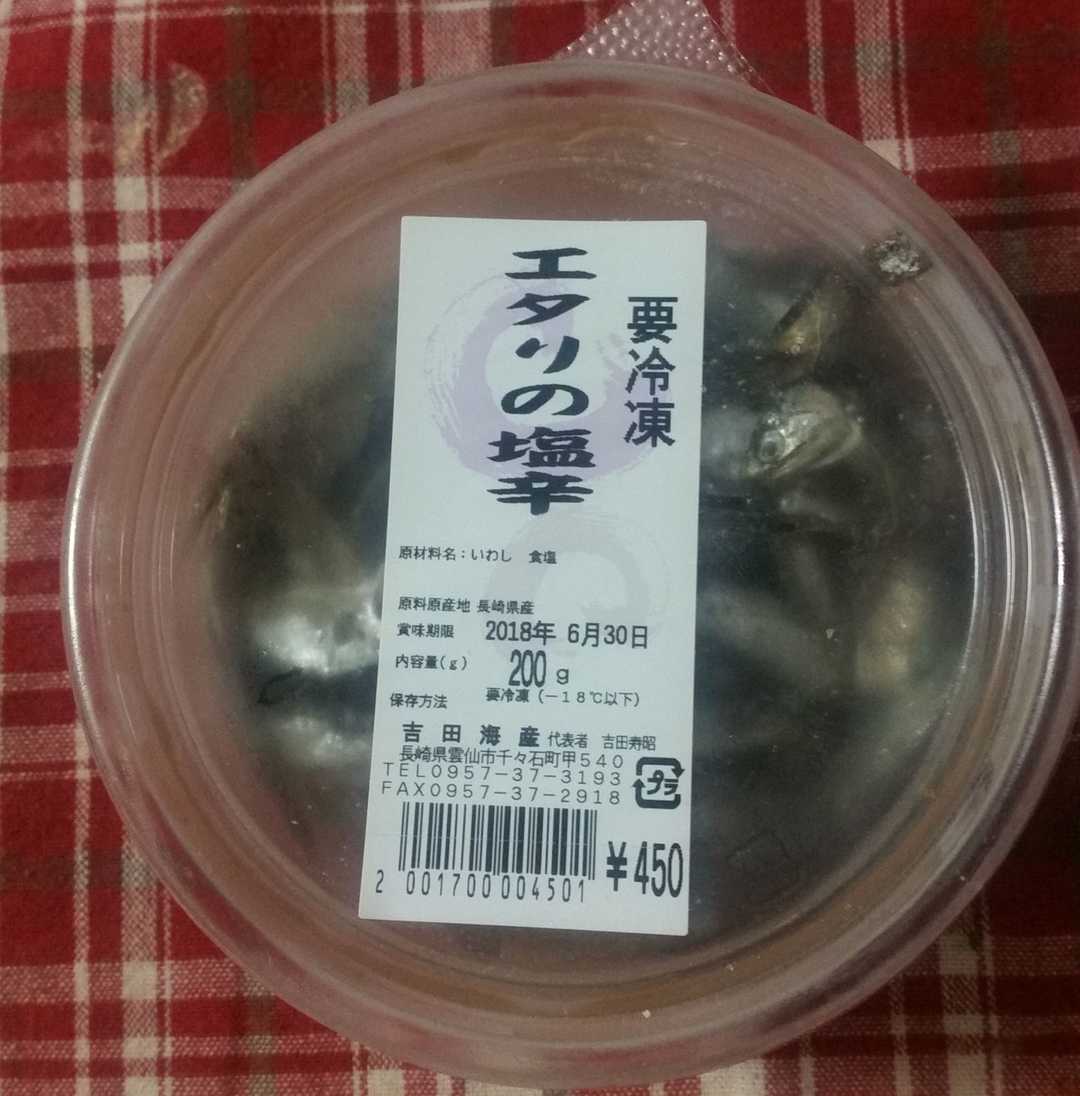 要冷凍
エタリの塩辛
原材料名：いわし　食塩
原料原産地 長崎県産
賞味期限 2018年 6月30日
内容量(g) 200 g
保存方法 要冷凍（－１８℃以下）
吉田海産 代表者 吉田寿昭
長崎県雲仙市千々石町甲５４０
ＴＥＬ０９５７-３７-３１９３
ＦＡＸ０９５７-３７-２９１８
プラ
¥450
2 001700 004501